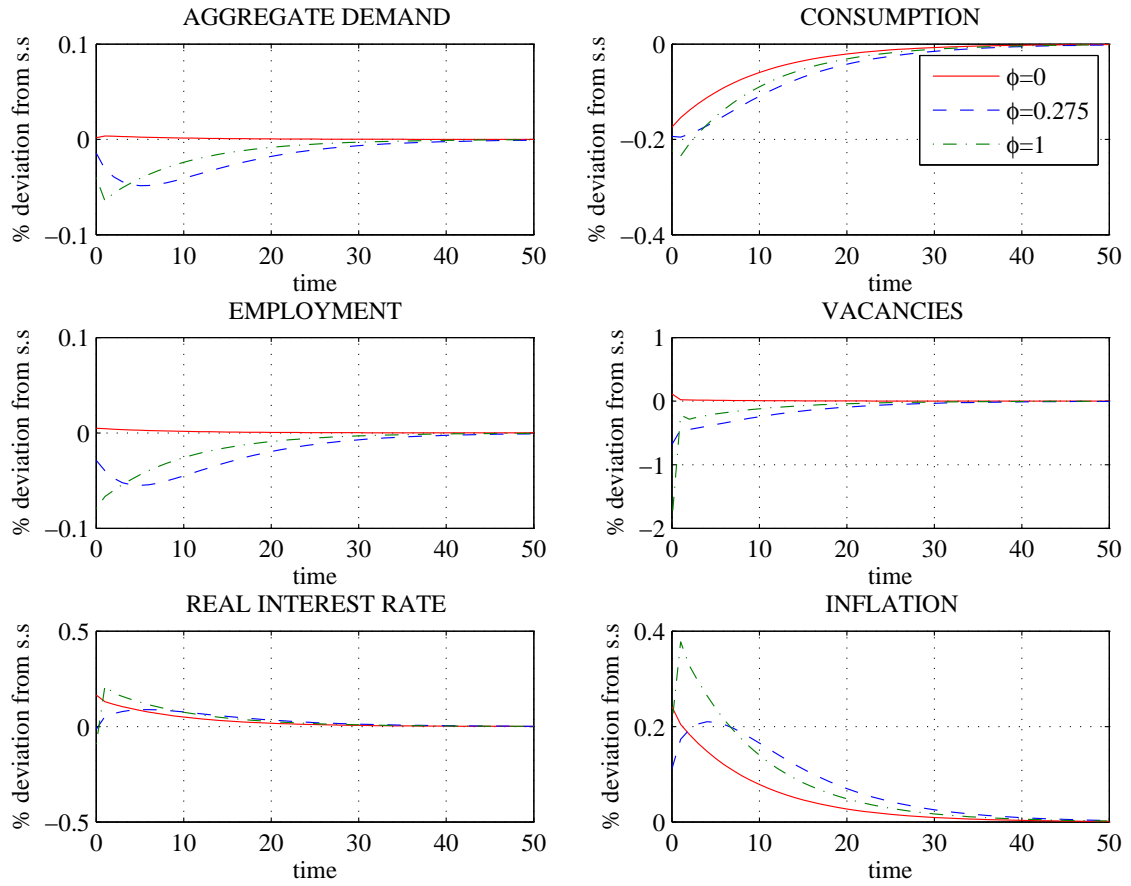 AGGREGATE DEMAND
% deviation from s.s
0.1
0
−0.1
0 10 20 30 40 50
time
CONSUMPTION
% deviation from s.s
0
−0.2
−0.4
ϕ=0
ϕ=0.275
ϕ=1
0 10 20 30 40 50
time
EMPLOYMENT
% deviation from s.s
0.1
0
−0.1
0 10 20 30 40 50
time
VACANCIES
% deviation from s.s
1
0
−1
−2
0 10 20 30 40 50
time
REAL INTEREST RATE
% deviation from s.s
0.5
0
−0.5
0 10 20 30 40 50
time
INFLATION
% deviation from s.s
0.4
0.2
0
0 10 20 30 40 50
time